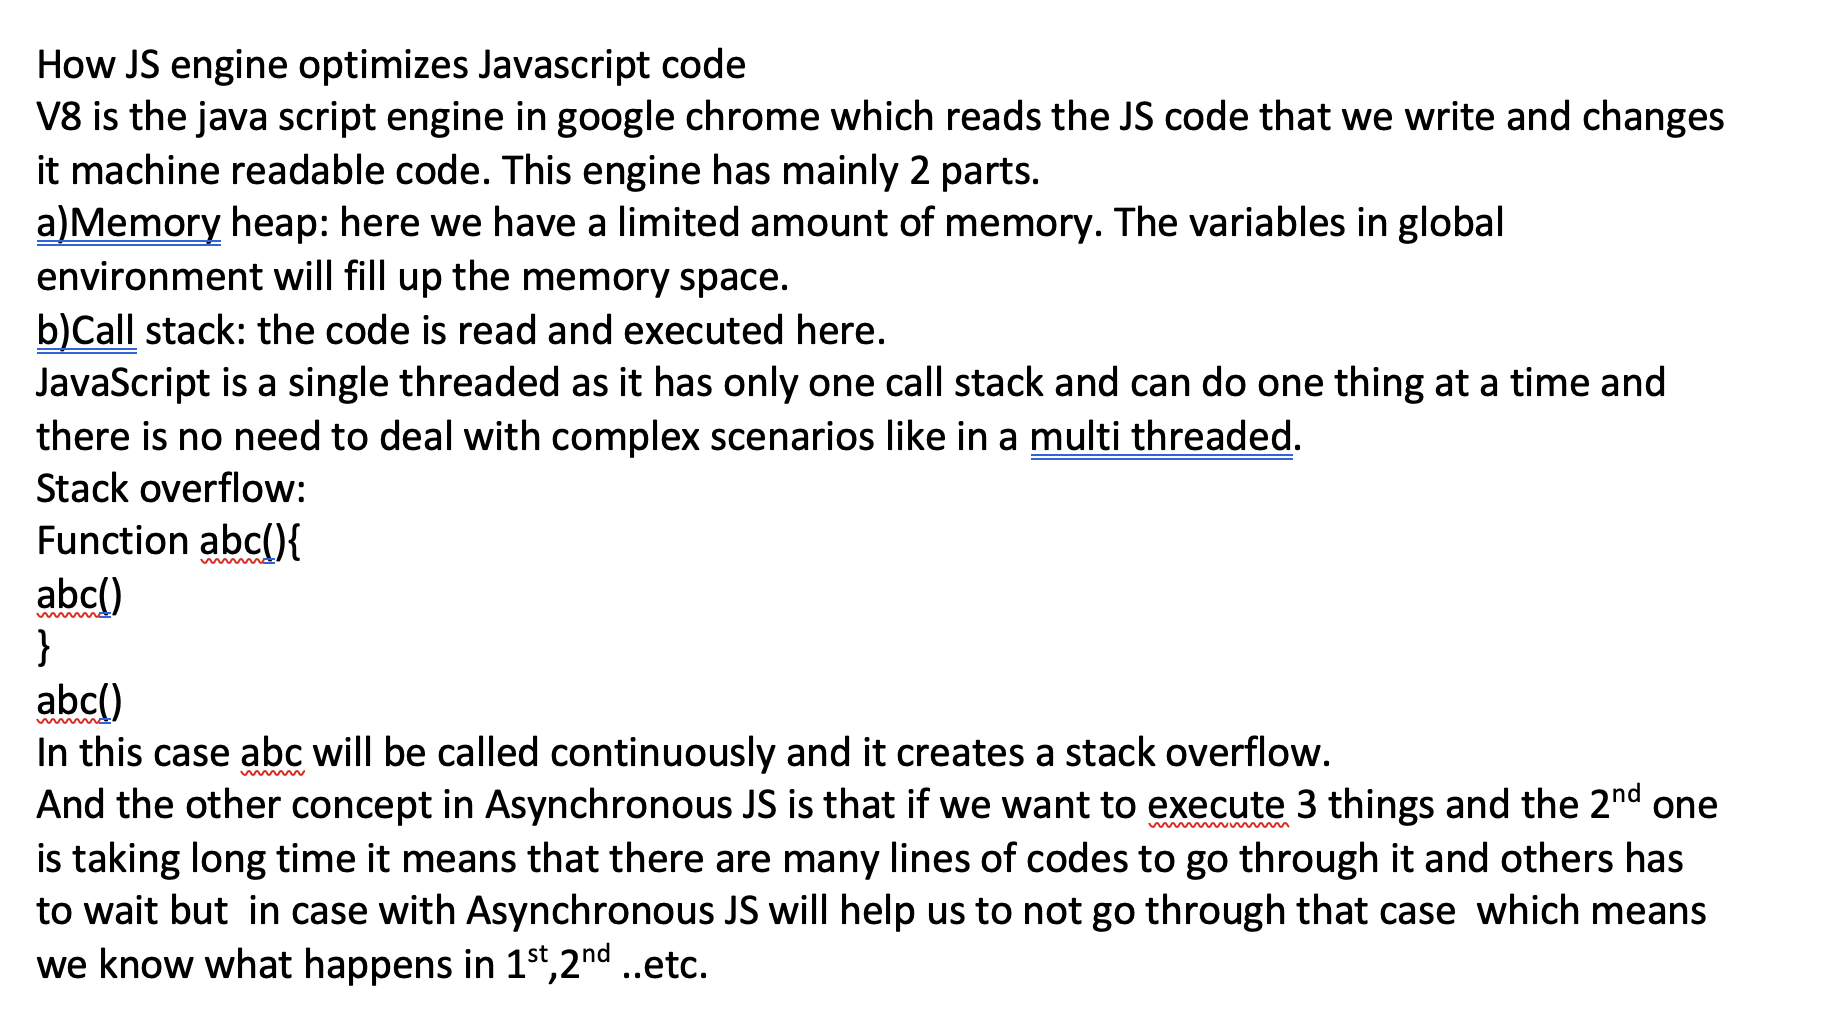 How JS engine optimizes Javascript code
V8 is the java script engine in google chrome which reads the JS code that we write and changes
it machine readable code. This engine has mainly 2 parts.
a)Memory heap: here we have a limited amount of memory. The variables in global
environment will fill up the memory space.
b)Call stack: the code is read and executed here.
JavaScript is a single threaded as it has only one call stack and can do one thing at a time and
there is no need to deal with complex scenarios like in a multi threaded.
Stack overflow:
Function abc(){
abc()
}
abc()
In this case abc will be called continuously and it creates a stack overflow.
And the other concept in Asynchronous JS is that if we want to execute 3 things and the 2nd one
is taking long time it means that there are many lines of codes to go through it and others has
to wait but  in case with Asynchronous JS will help us to not go through that case  which means
we know what happens in 1st,2nd ..etc.